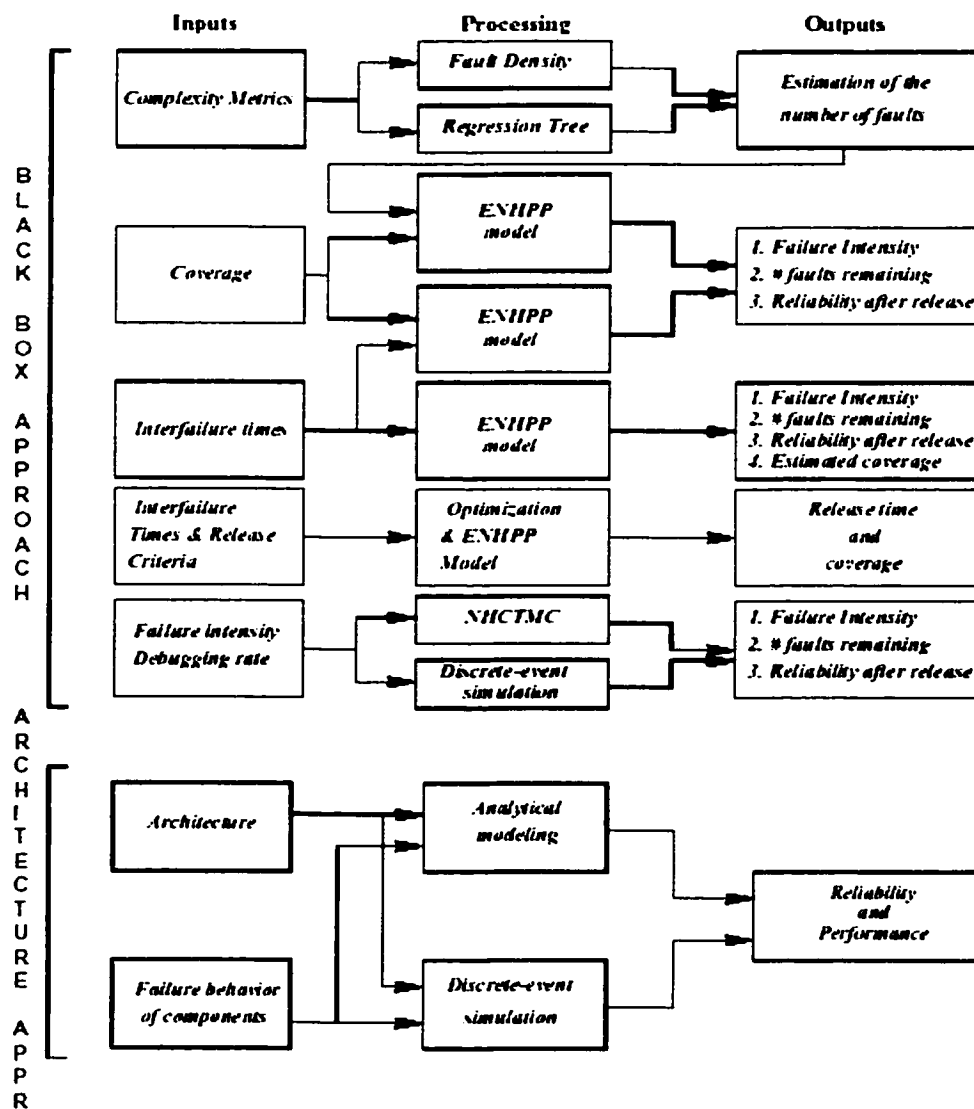 Inputs Processing Outputs
Complexity Metrics
Fault Density
Regression Tree
Estimation of the
number of faults
BLACK BOX APPROACH
Coverage
ENHPP
model
ENHPP
model
1. Failure Intensity
2. # faults remaining
3. Reliability after release
Interfailure times
ENHPP
model
1. Failure Intensity
2. # faults remaining
3. Reliability after release
4. Estimated coverage
Interfailure
Times & Release
Criteria
Optimization
& ENHPP
Model
Release time
and
coverage
Failure intensity
Debugging rate
NHCTMC
Discrete-event
simulation
1. Failure Intensity
2. # faults remaining
3. Reliability after release
ARCHITECTURE APPR
Architecture
Analytical
modeling
Reliability
and
Performance
Failure behavior
of components
Discrete-event
simulation